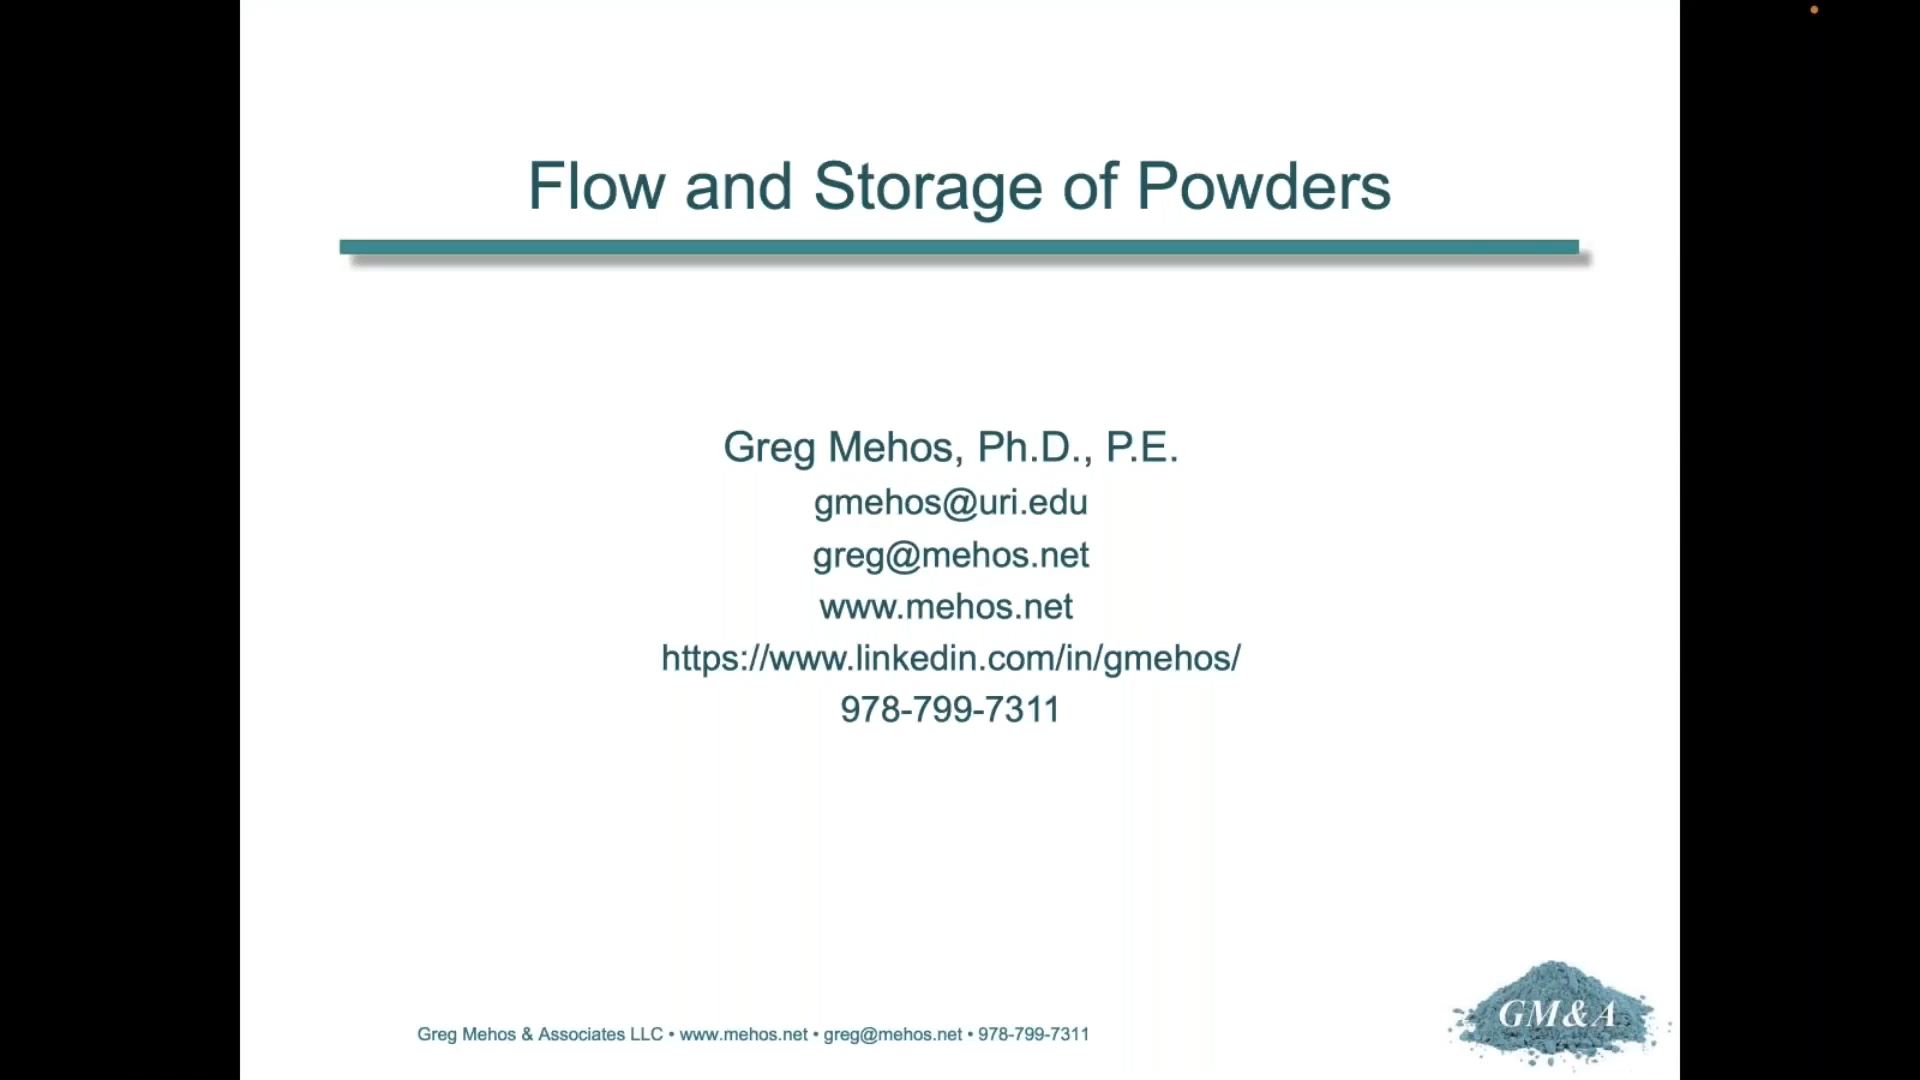 Flow and Storage of Powders
Greg Mehos, Ph.D., P.E.
gmehos@uri.edu
greg@mehos.net
www.mehos.net
https://www.linkedin.com/in/gmehos/
978-799-7311
Greg Mehos & Associates LLC • www.mehos.net • greg@mehos.net • 978-799-7311
GM&A